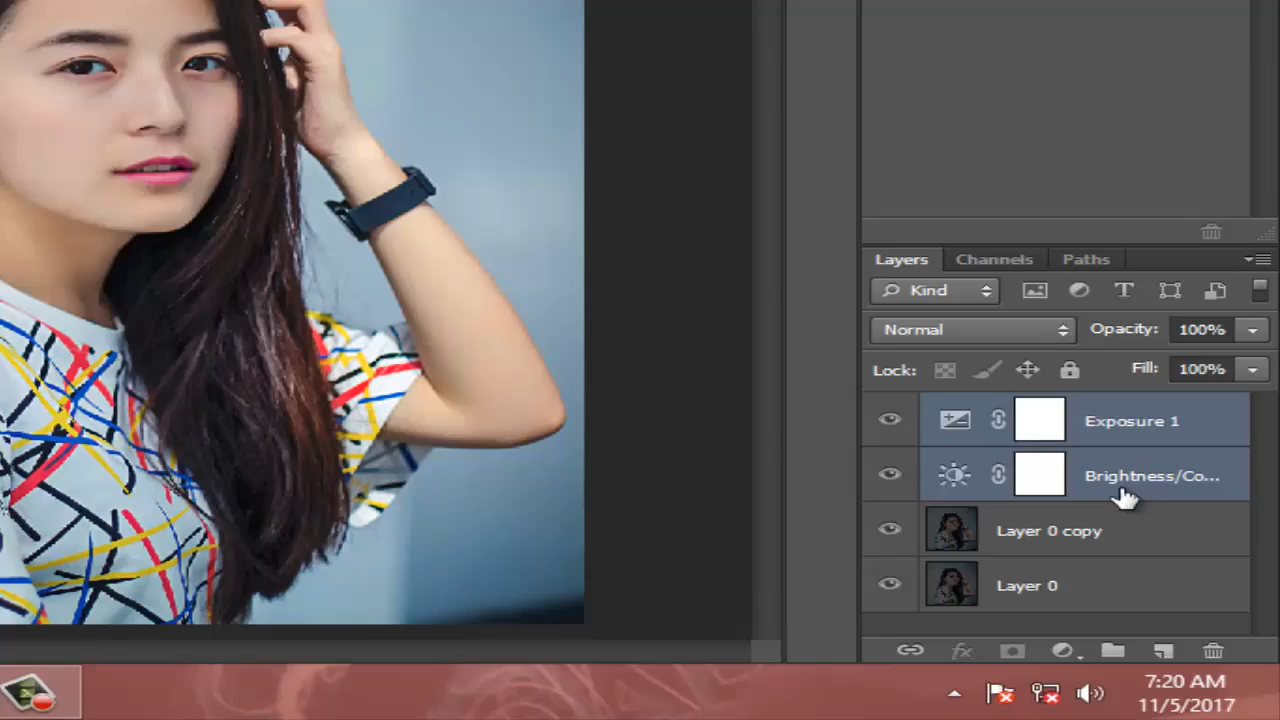 Layers Channels Paths
Kind T
Normal Opacity: 100%
Lock: Fill: 100%
Exposure 1
Brightness/Co...
Layer 0 copy
Layer 0
fx
7:20 AM
11/5/2017